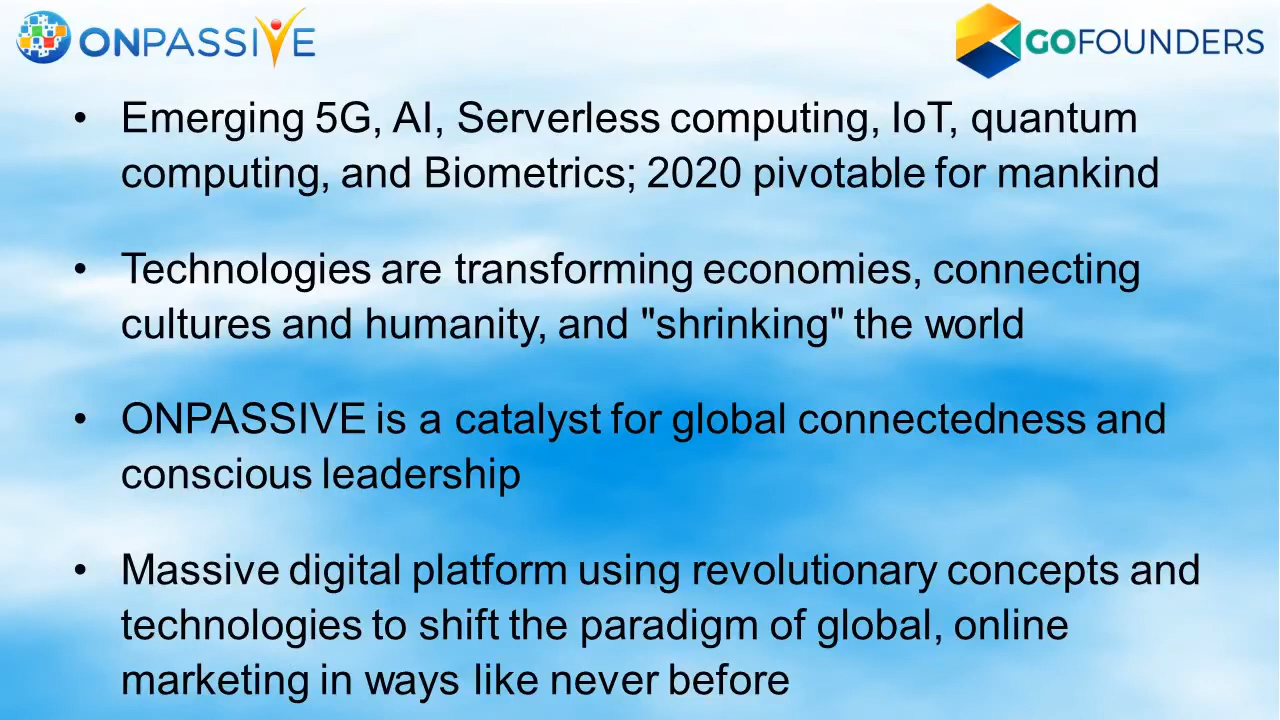 ONPASSIVE
GOFOUNDERS
• Emerging 5G, AI, Serverless computing, IoT, quantum
computing, and Biometrics; 2020 pivotable for mankind
• Technologies are transforming economies, connecting
cultures and humanity, and "shrinking" the world
• ONPASSIVE is a catalyst for global connectedness and
conscious leadership
• Massive digital platform using revolutionary concepts and
technologies to shift the paradigm of global, online
marketing in ways like never before